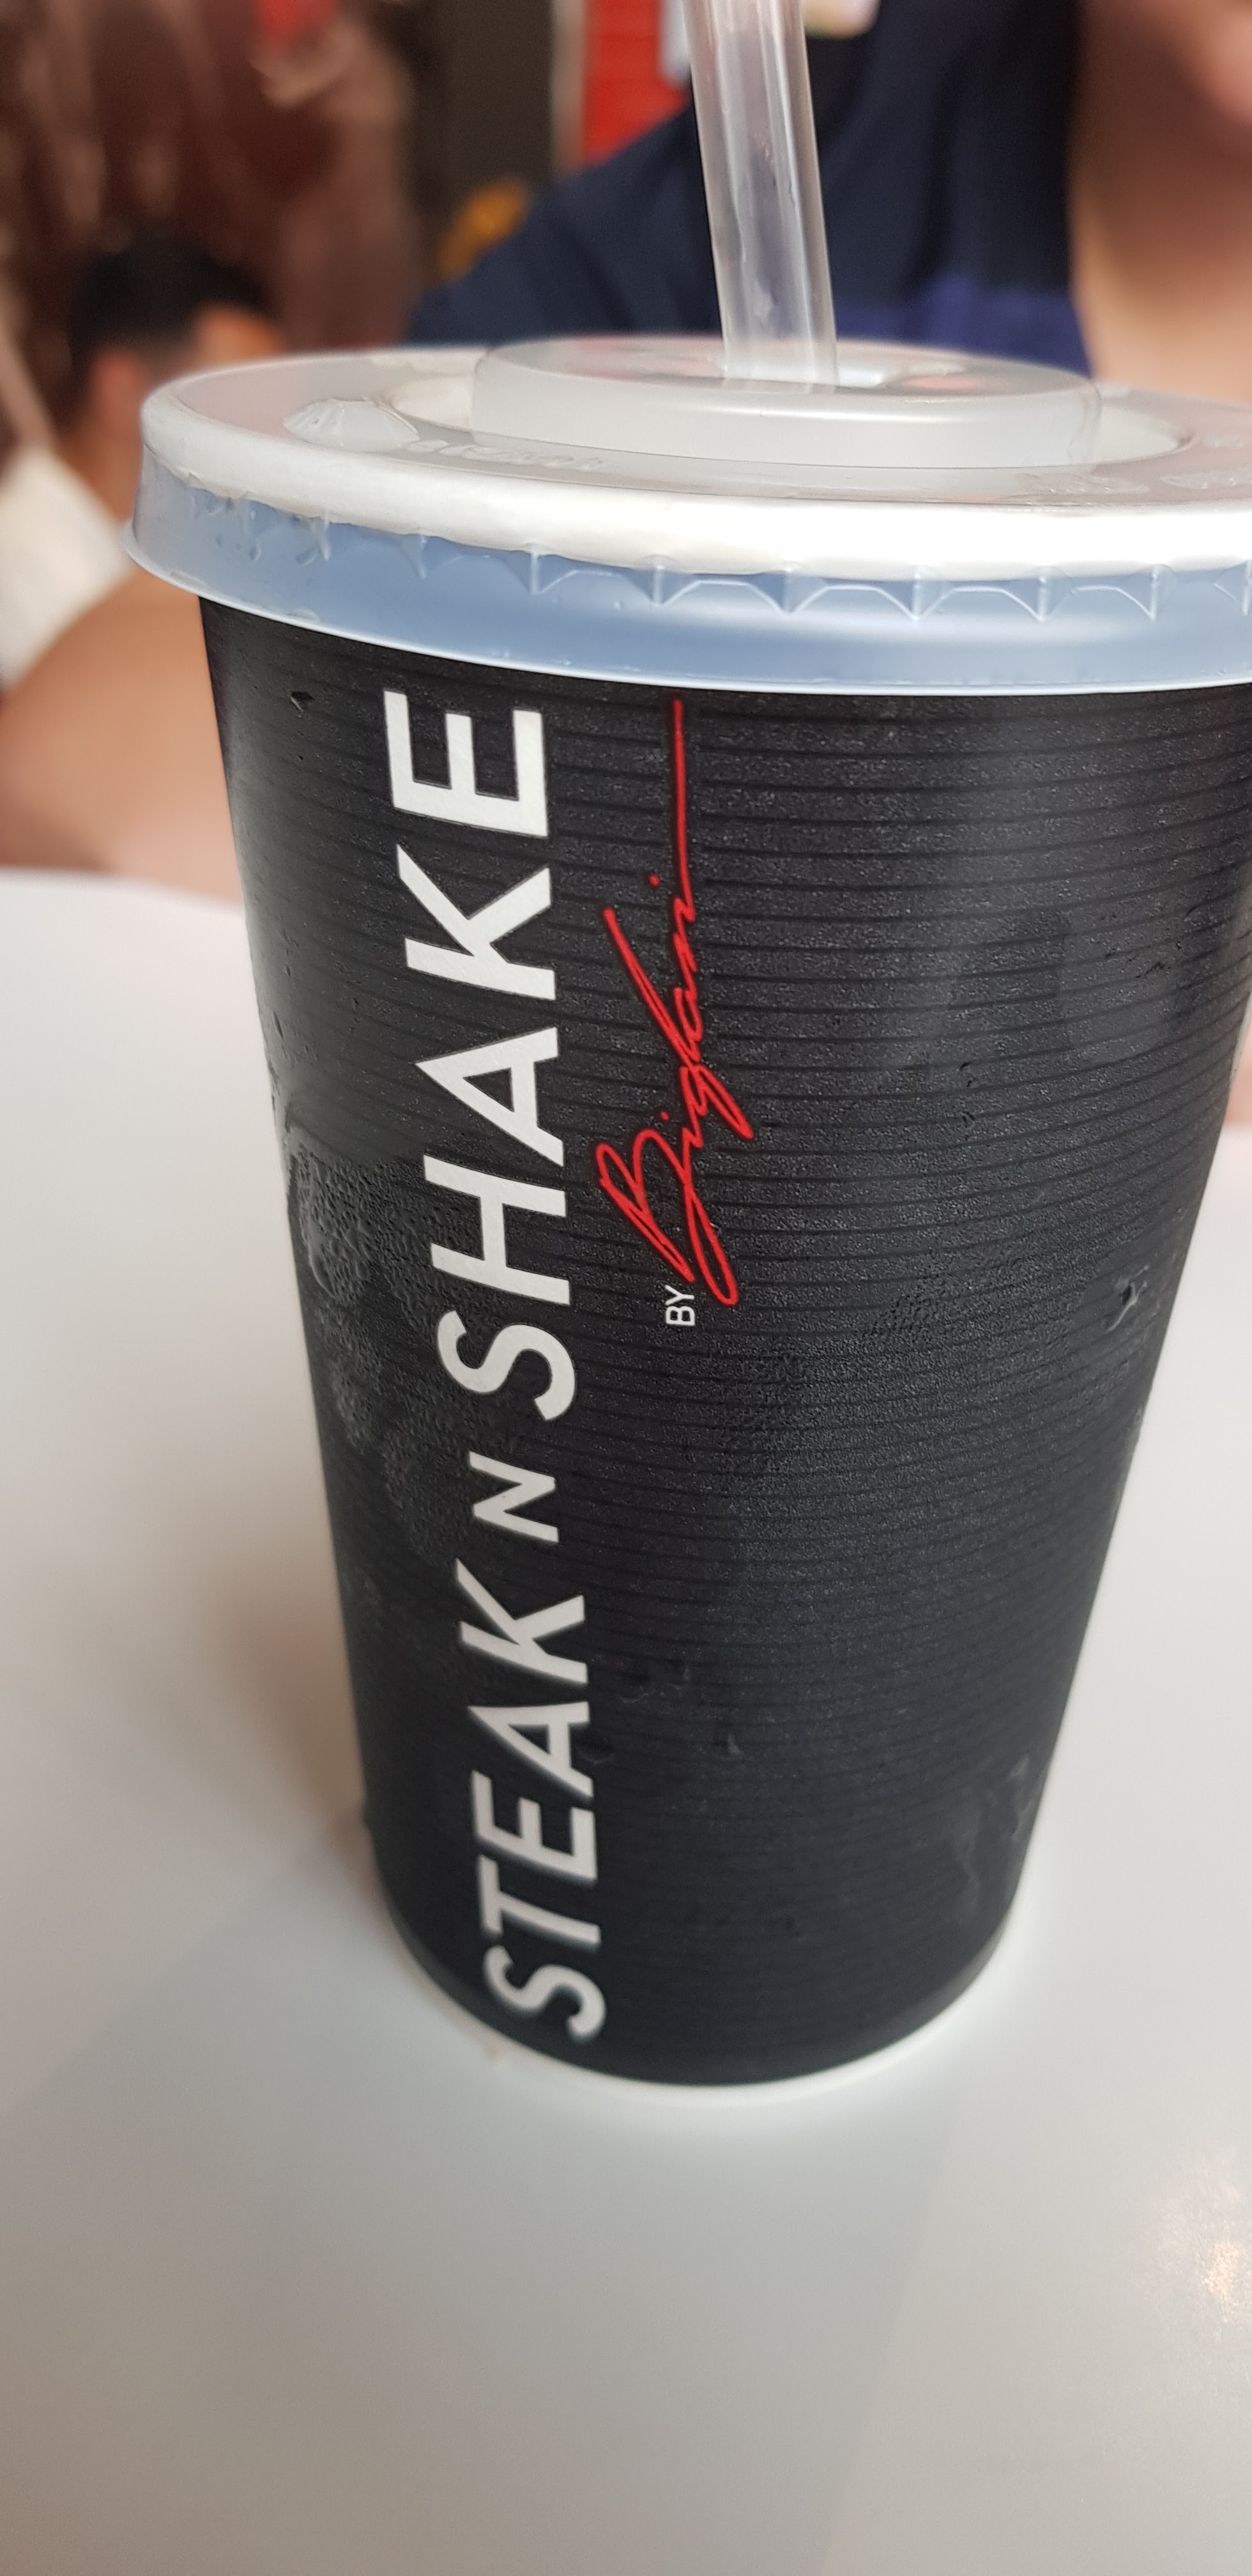 STEAK N SHAKE
BY Biglari